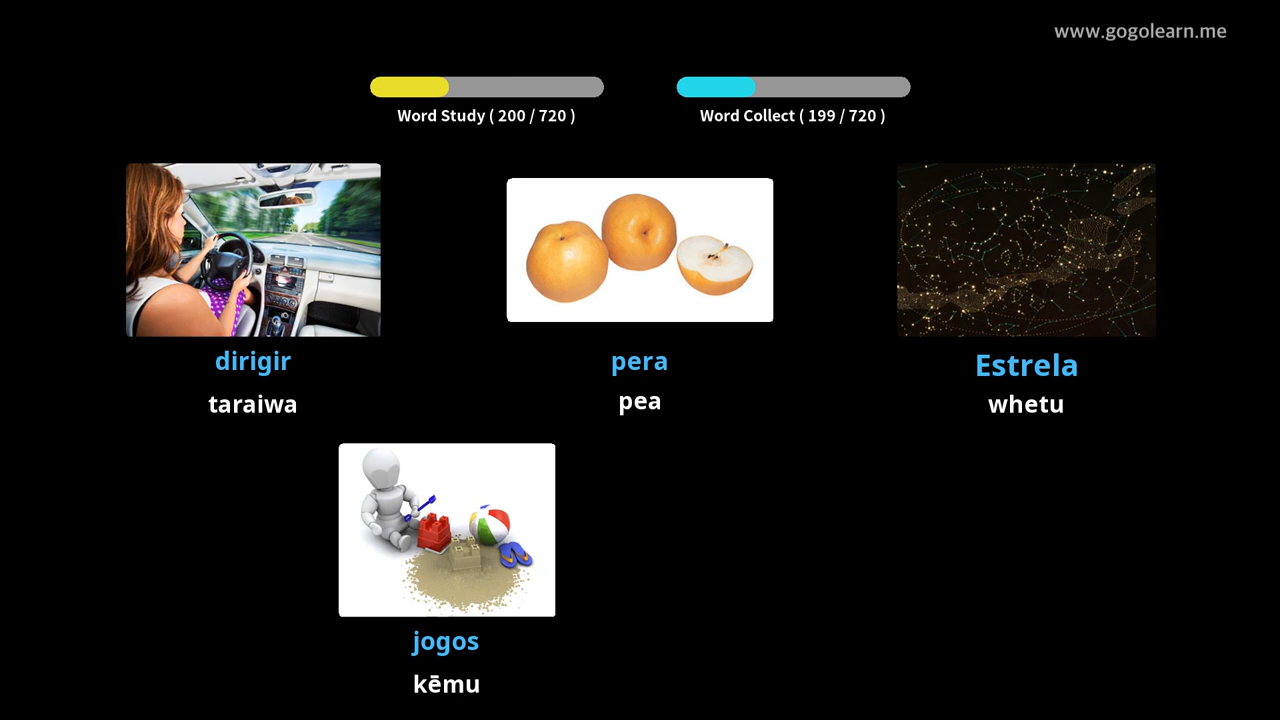 www.gogolearn.me
Word Study ( 200 / 720 )
Word Collect ( 199 / 720 )
dirigir
taraiwa
pera
pea
Estrela
whetu
jogos
kēmu